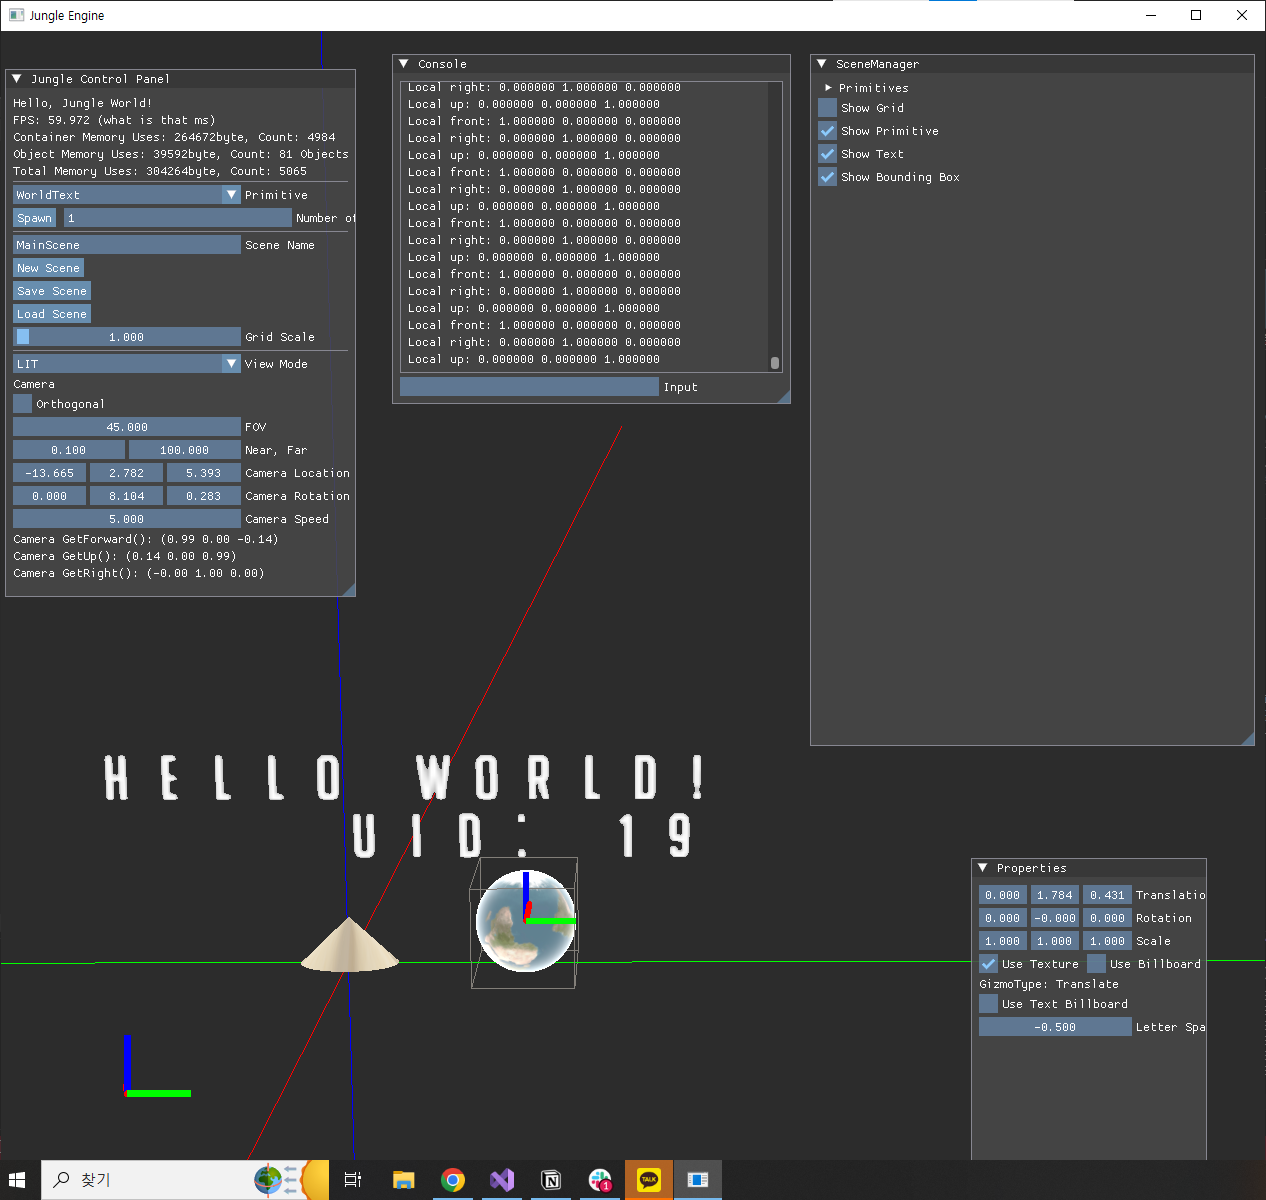 Jungle Engine
Jungle Control Panel
Hello, Jungle World!
FPS: 59.972 (what is that ms)
Container Memory Uses: 264672byte, Count: 4984
Object Memory Uses: 39592byte, Count: 81 Objects
Total Memory Uses: 304264byte, Count: 5065
WorldText Primitive
Spawn 1 Number of
MainScene Scene Name
New Scene
Save Scene
Load Scene
1.000 Grid Scale
LIT View Mode
Camera
Orthogonal
45.000 FOV
0.100 100.000 Near, Far
-13.665 2.782 5.393 Camera Location
0.000 8.104 0.283 Camera Rotation
5.000 Camera Speed
Camera GetForward(): (0.99 0.00 -0.14)
Camera GetUp(): (0.14 0.00 0.99)
Camera GetRight(): (-0.00 1.00 0.00)
Console
Local right: 0.000000 1.000000 0.000000
Local up: 0.000000 0.000000 1.000000
Local front: 1.000000 0.000000 0.000000
Local right: 0.000000 1.000000 0.000000
Local up: 0.000000 0.000000 1.000000
Local front: 1.000000 0.000000 0.000000
Local right: 0.000000 1.000000 0.000000
Local up: 0.000000 0.000000 1.000000
Local front: 1.000000 0.000000 0.000000
Local right: 0.000000 1.000000 0.000000
Local up: 0.000000 0.000000 1.000000
Local front: 1.000000 0.000000 0.000000
Local right: 0.000000 1.000000 0.000000
Local up: 0.000000 0.000000 1.000000
Local front: 1.000000 0.000000 0.000000
Local right: 0.000000 1.000000 0.000000
Local up: 0.000000 0.000000 1.000000
Input
SceneManager
Primitives
Show Grid
Show Primitive
Show Text
Show Bounding Box
HELLO WORLD!
UID: 19
Properties
0.000 1.784 0.431 Translatio
0.000 -0.000 0.000 Rotation
1.000 1.000 1.000 Scale
Use Texture Use Billboard
GizmoType: Translate
Use Text Billboard
-0.500 Letter Spa
찾기
1
TALK